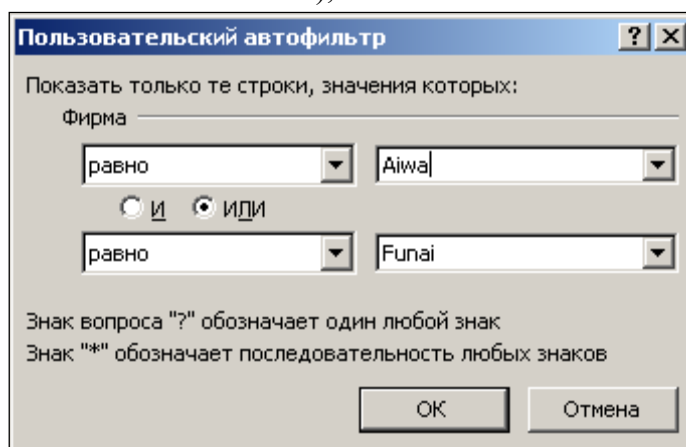 ),
Пользовательский автофильтр ? ×
Показать только те строки, значения которых:
Фирма
равно Aiwa
И ИЛИ
равно Funai
Знак вопроса "?" обозначает один любой знак
Знак "*" обозначает последовательность любых знаков
ОК Отмена